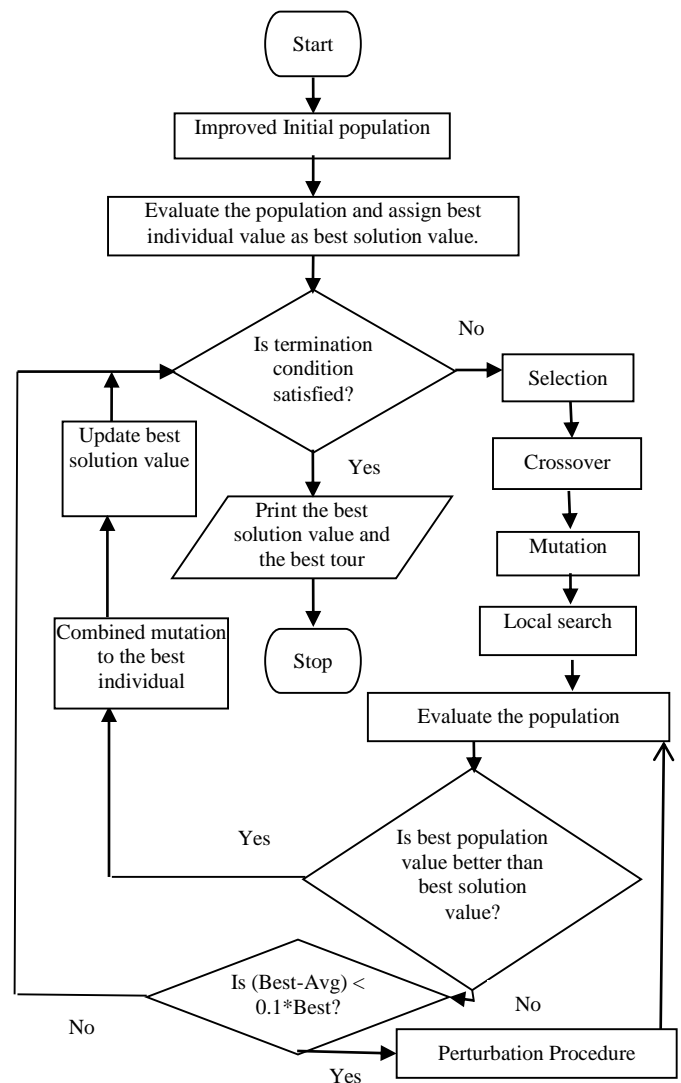 Start
Improved Initial population
Evaluate the population and assign best
individual value as best solution value.
No
Is termination
condition
satisfied?
Selection
Update best
solution value
Yes
Crossover
Print the best
solution value and
the best tour
Mutation
Combined mutation
to the best
individual
Stop
Local search
Evaluate the population
Yes
Is best population
value better than
best solution
value?
Is (Best-Avg) <
0.1*Best?
No
No
Perturbation Procedure
Yes